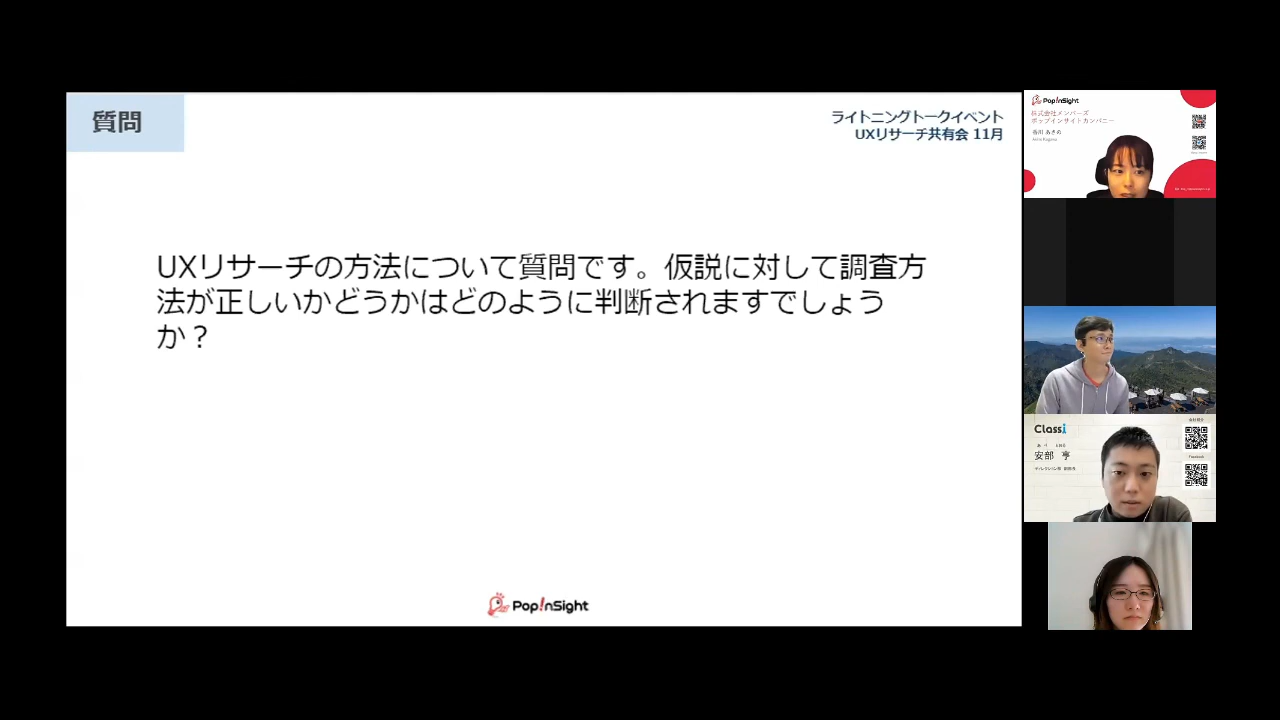 質問
ライトニングトークイベント
UXリサーチ共有会 11月
UXリサーチの方法について質問です。仮説に対して調査方
法が正しいかどうかはどのように判断されますでしょう
か？
Pop!nSight
Pop!nSight
株式会社メンバーズ
ポップインサイトカンパニー
Classi
安部 亨